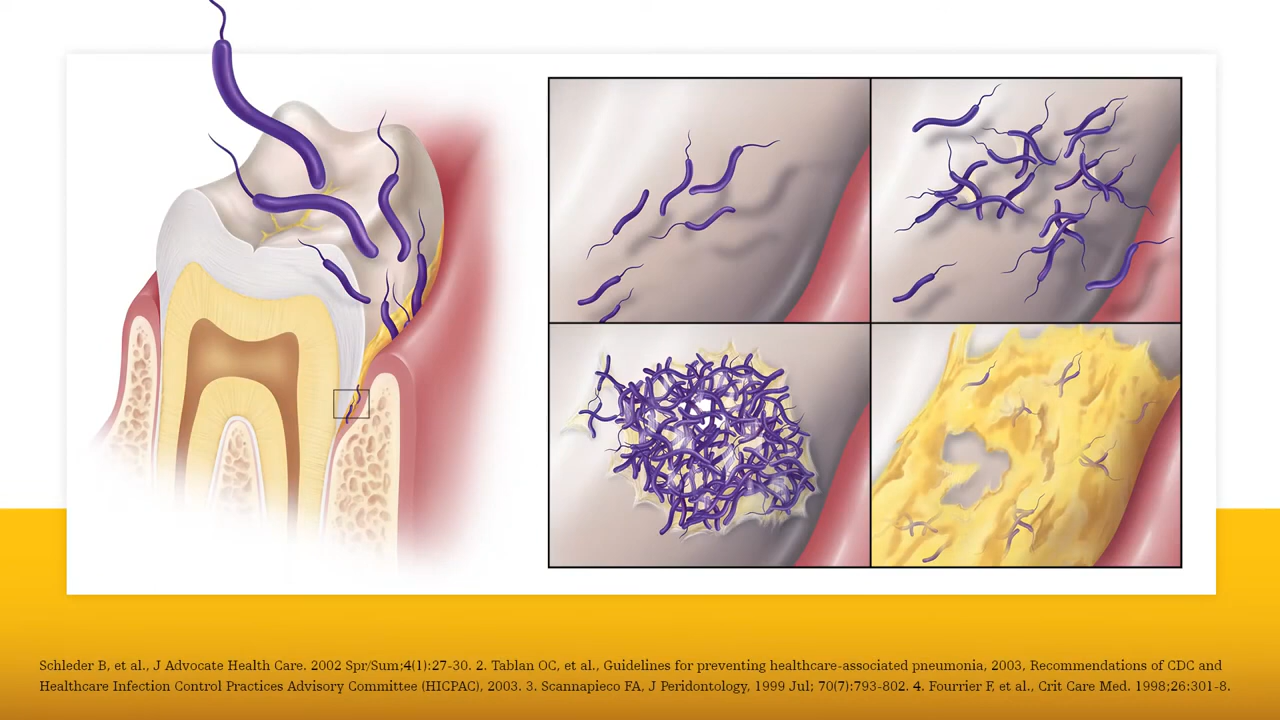 Schleder B, et al., J Advocate Health Care. 2002 Spr/Sum;4(1):27-30. 2. Tablan OC, et al., Guidelines for preventing healthcare-associated pneumonia, 2003, Recommendations of CDC and
Healthcare Infection Control Practices Advisory Committee (HICPAC), 2003. 3. Scannapieco FA, J Peridontology, 1999 Jul; 70(7):793-802. 4. Fourrier F, et al., Crit Care Med. 1998;26:301-8.